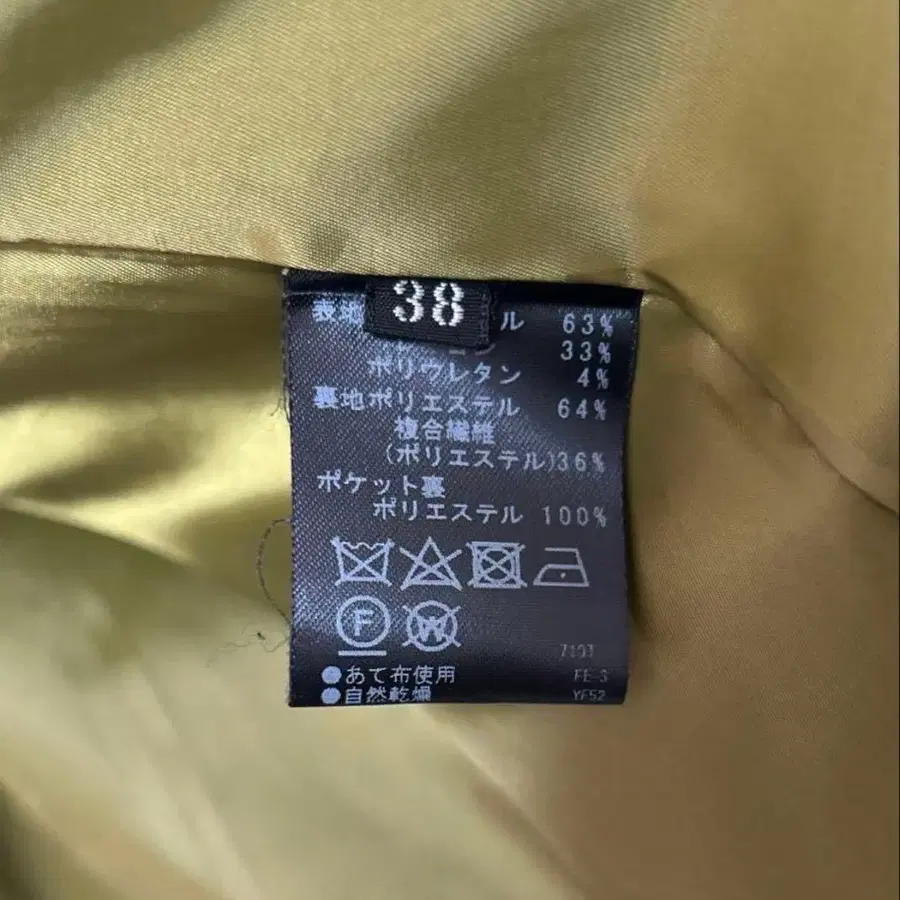 38
表地 ル 63%
33%
ポリウレタン 4%
裏地ポリエステル 64%
複合繊維
(ポリエステル)36%
ポケット裏
ポリエステル 100%
F W
●あて布使用 FE-3
●自然乾燥 YF52